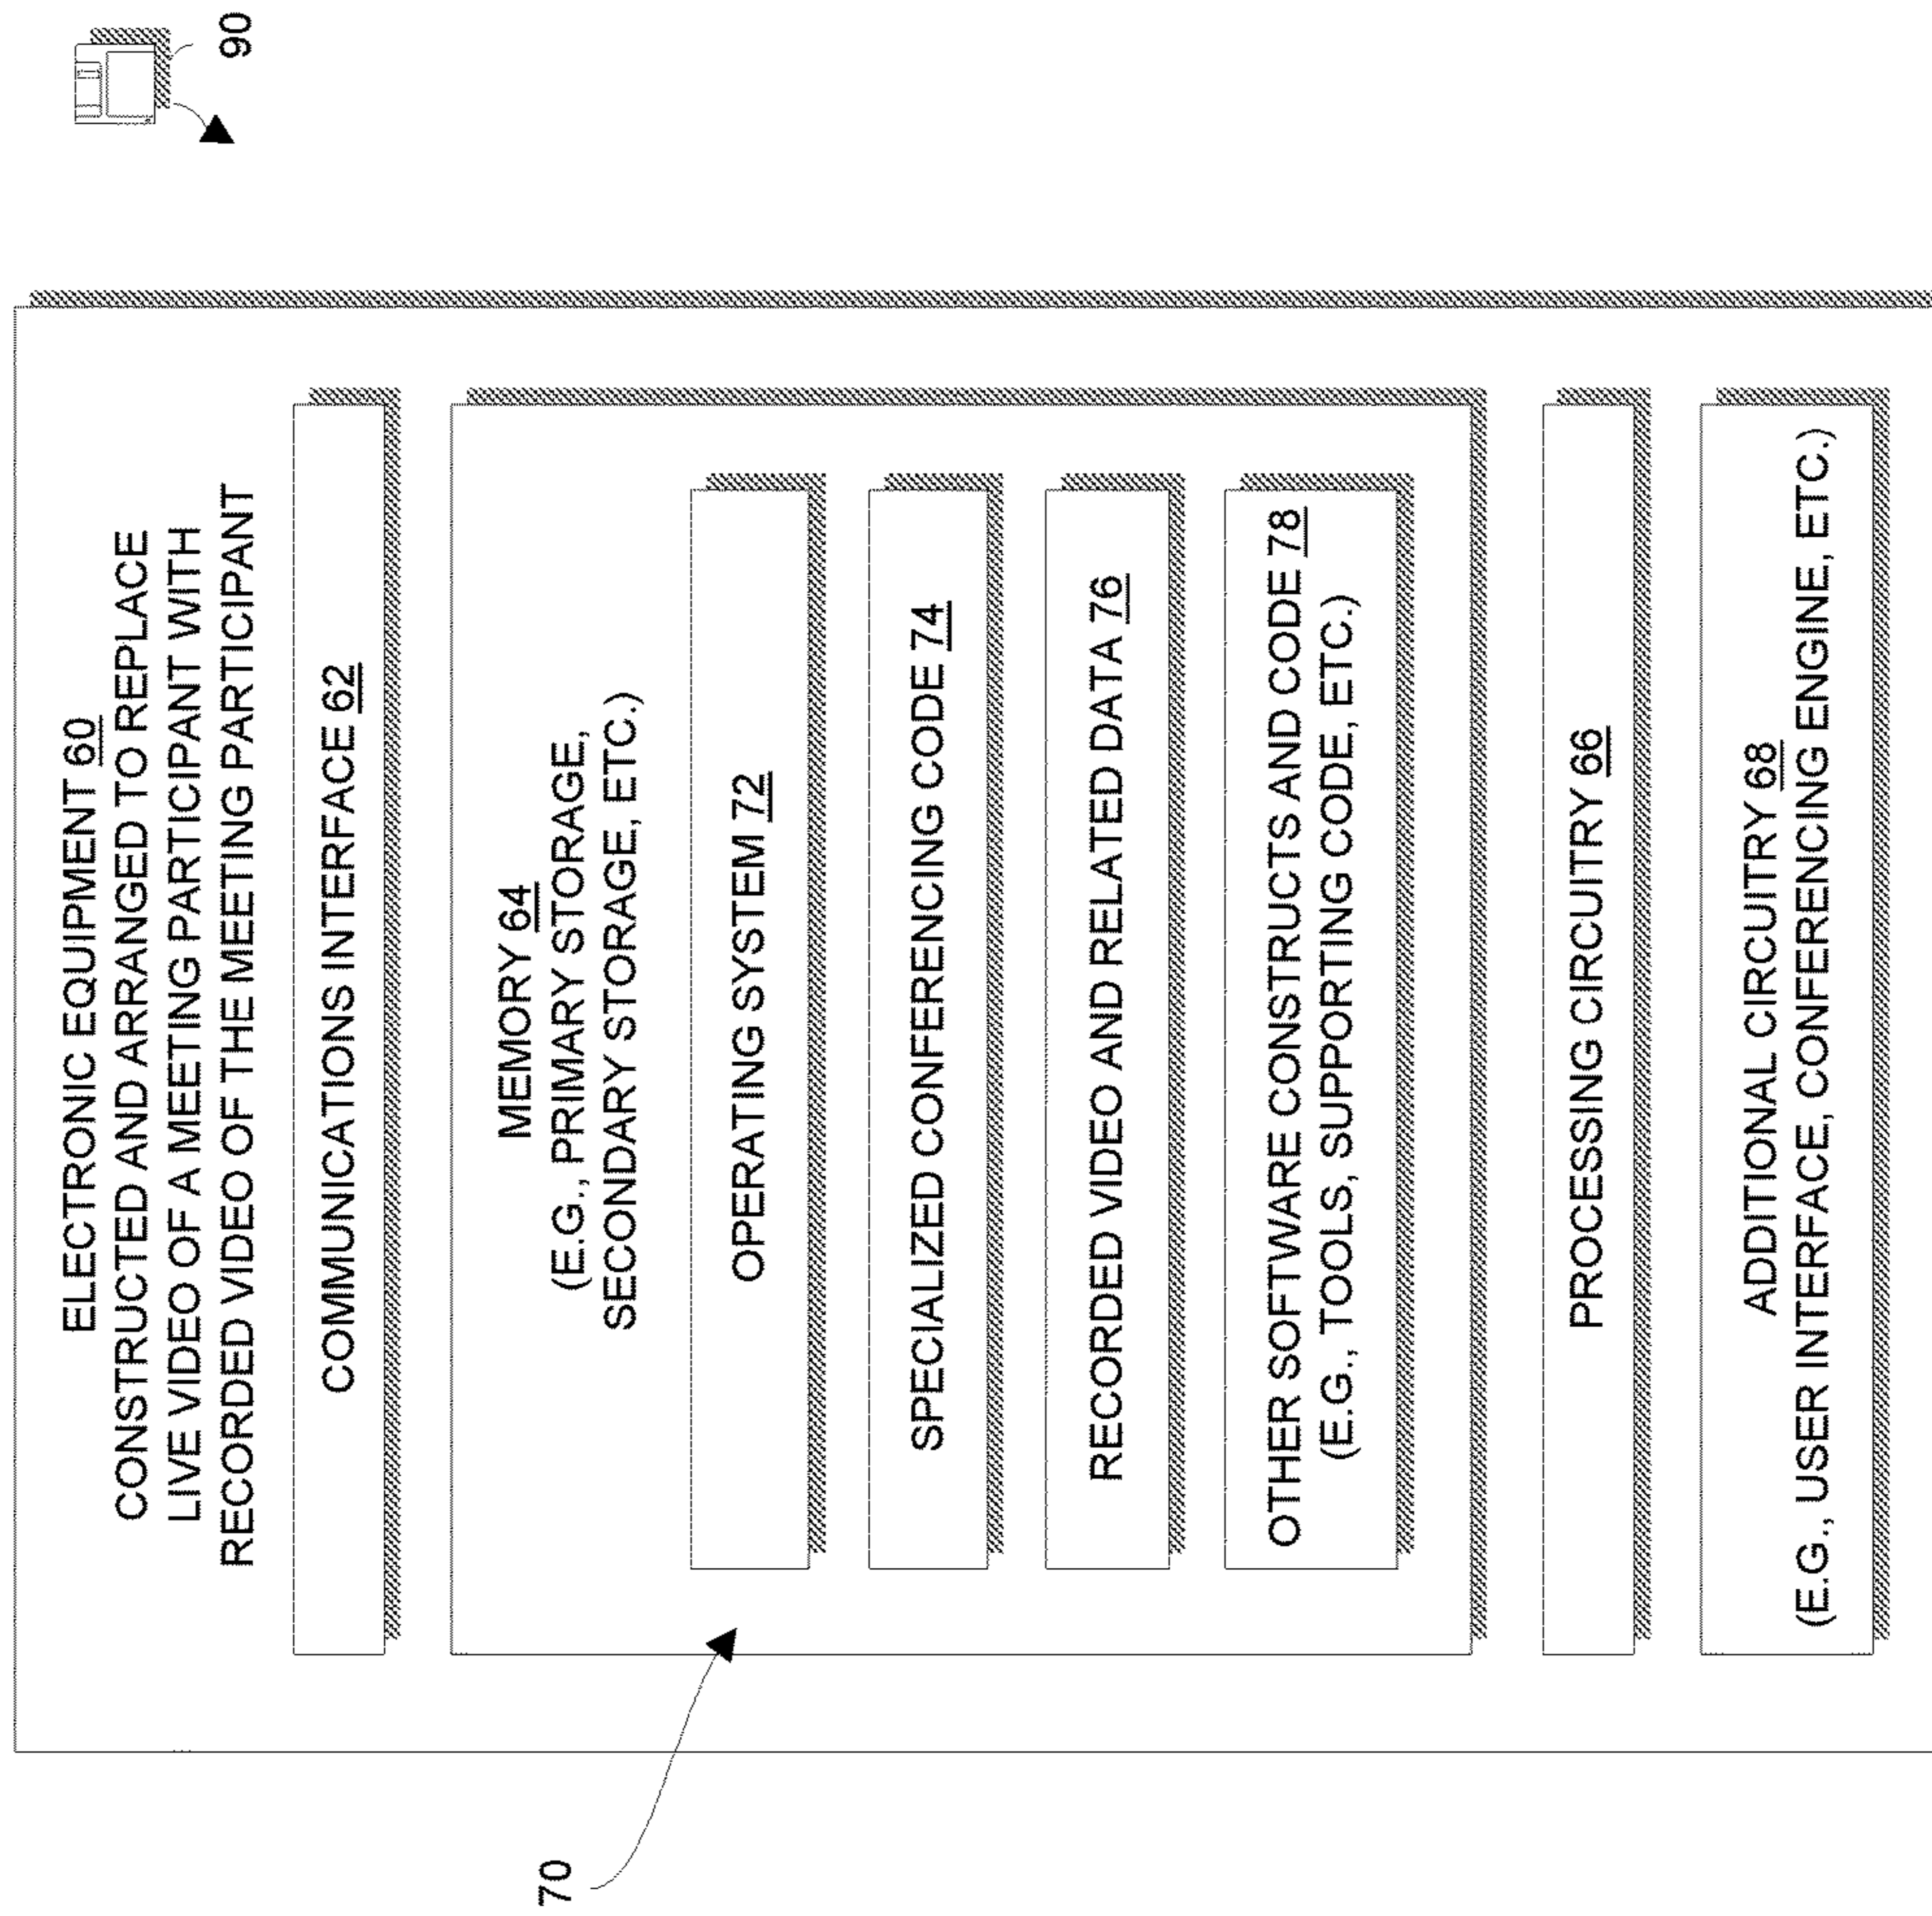 90
ELECTRONIC EQUIPMENT 60
CONSTRUCTED AND ARRANGED TO REPLACE
LIVE VIDEO OF A MEETING PARTICIPANT WITH
RECORDED VIDEO OF THE MEETING PARTICIPANT
COMMUNICATIONS INTERFACE 62
MEMORY 64
(E.G., PRIMARY STORAGE,
SECONDARY STORAGE, ETC.)
70
OPERATING SYSTEM 72
SPECIALIZED CONFERENCING CODE 74
RECORDED VIDEO AND RELATED DATA 76
OTHER SOFTWARE CONSTRUCTS AND CODE 78
(E.G., TOOLS, SUPPORTING CODE, ETC.)
PROCESSING CIRCUITRY 66
ADDITIONAL CIRCUITRY 68
(E.G., USER INTERFACE, CONFERENCING ENGINE, ETC.)